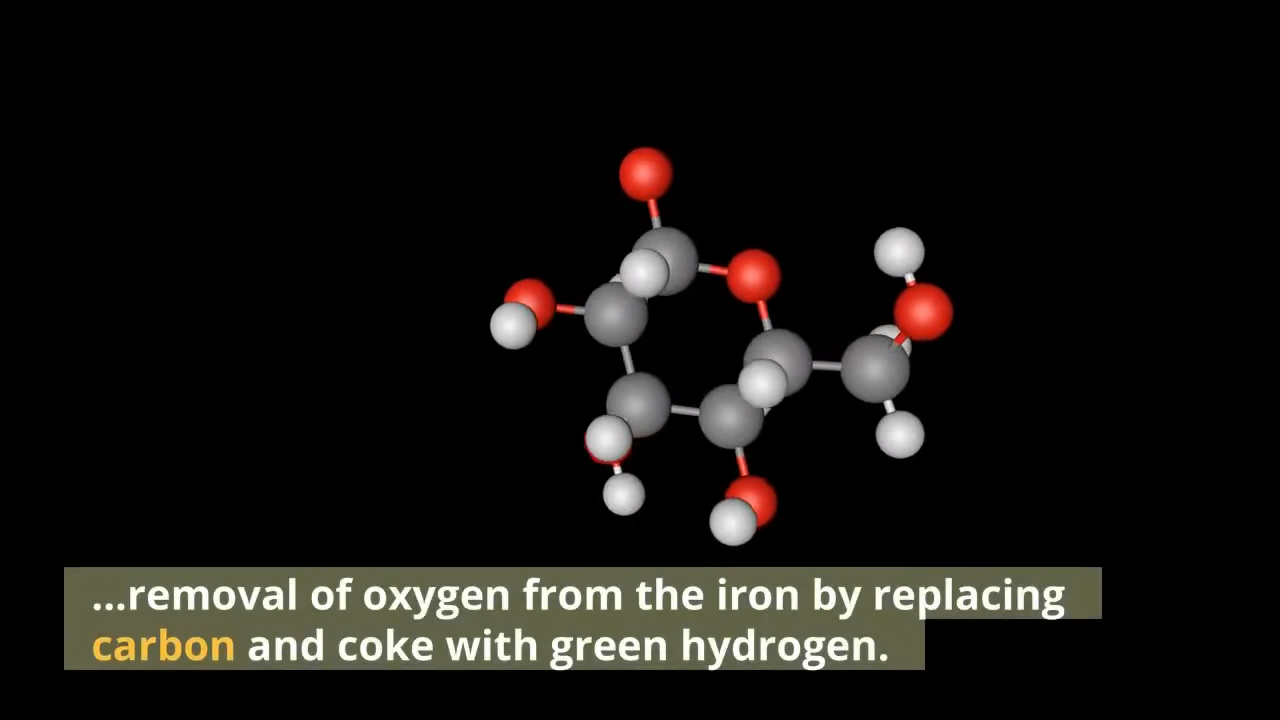 ...removal of oxygen from the iron by replacing
carbon and coke with green hydrogen.